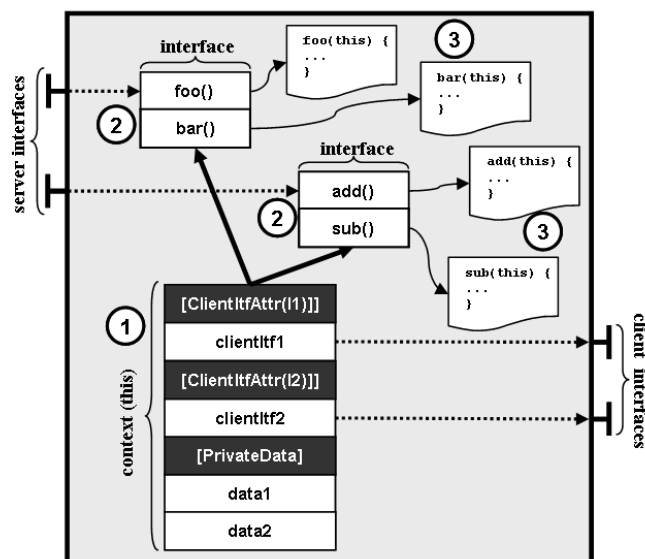 interface
foo(this) {
...
}
3
bar(this) {
...
}
foo()
bar()
2
server interfaces
interface
add()
sub()
2
add(this) {
...
}
3
sub(this) {
...
}
1
context (this)
[ClientItfAttr(I1)]]
clientItf1
[ClientItfAttr(I2)]]
clientItf2
[PrivateData]
data1
data2
client interfaces